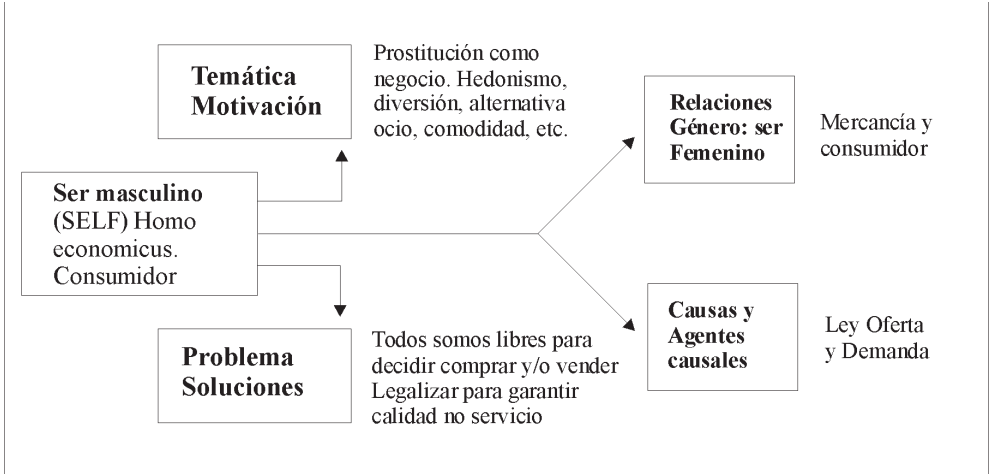 Temática
Motivación
Prostitución como
negocio. Hedonismo,
diversión, alternativa
ocio, comodidad, etc.
Relaciones
Género: ser
Femenino
Mercancía y
consumidor
Ser masculino
(SELF) Homo
economicus.
Consumidor
Causas y
Agentes
causales
Ley Oferta
y Demanda
Problema
Soluciones
Todos somos libres para
decidir comprar y/o vender
Legalizar para garantir
calidad no servicio